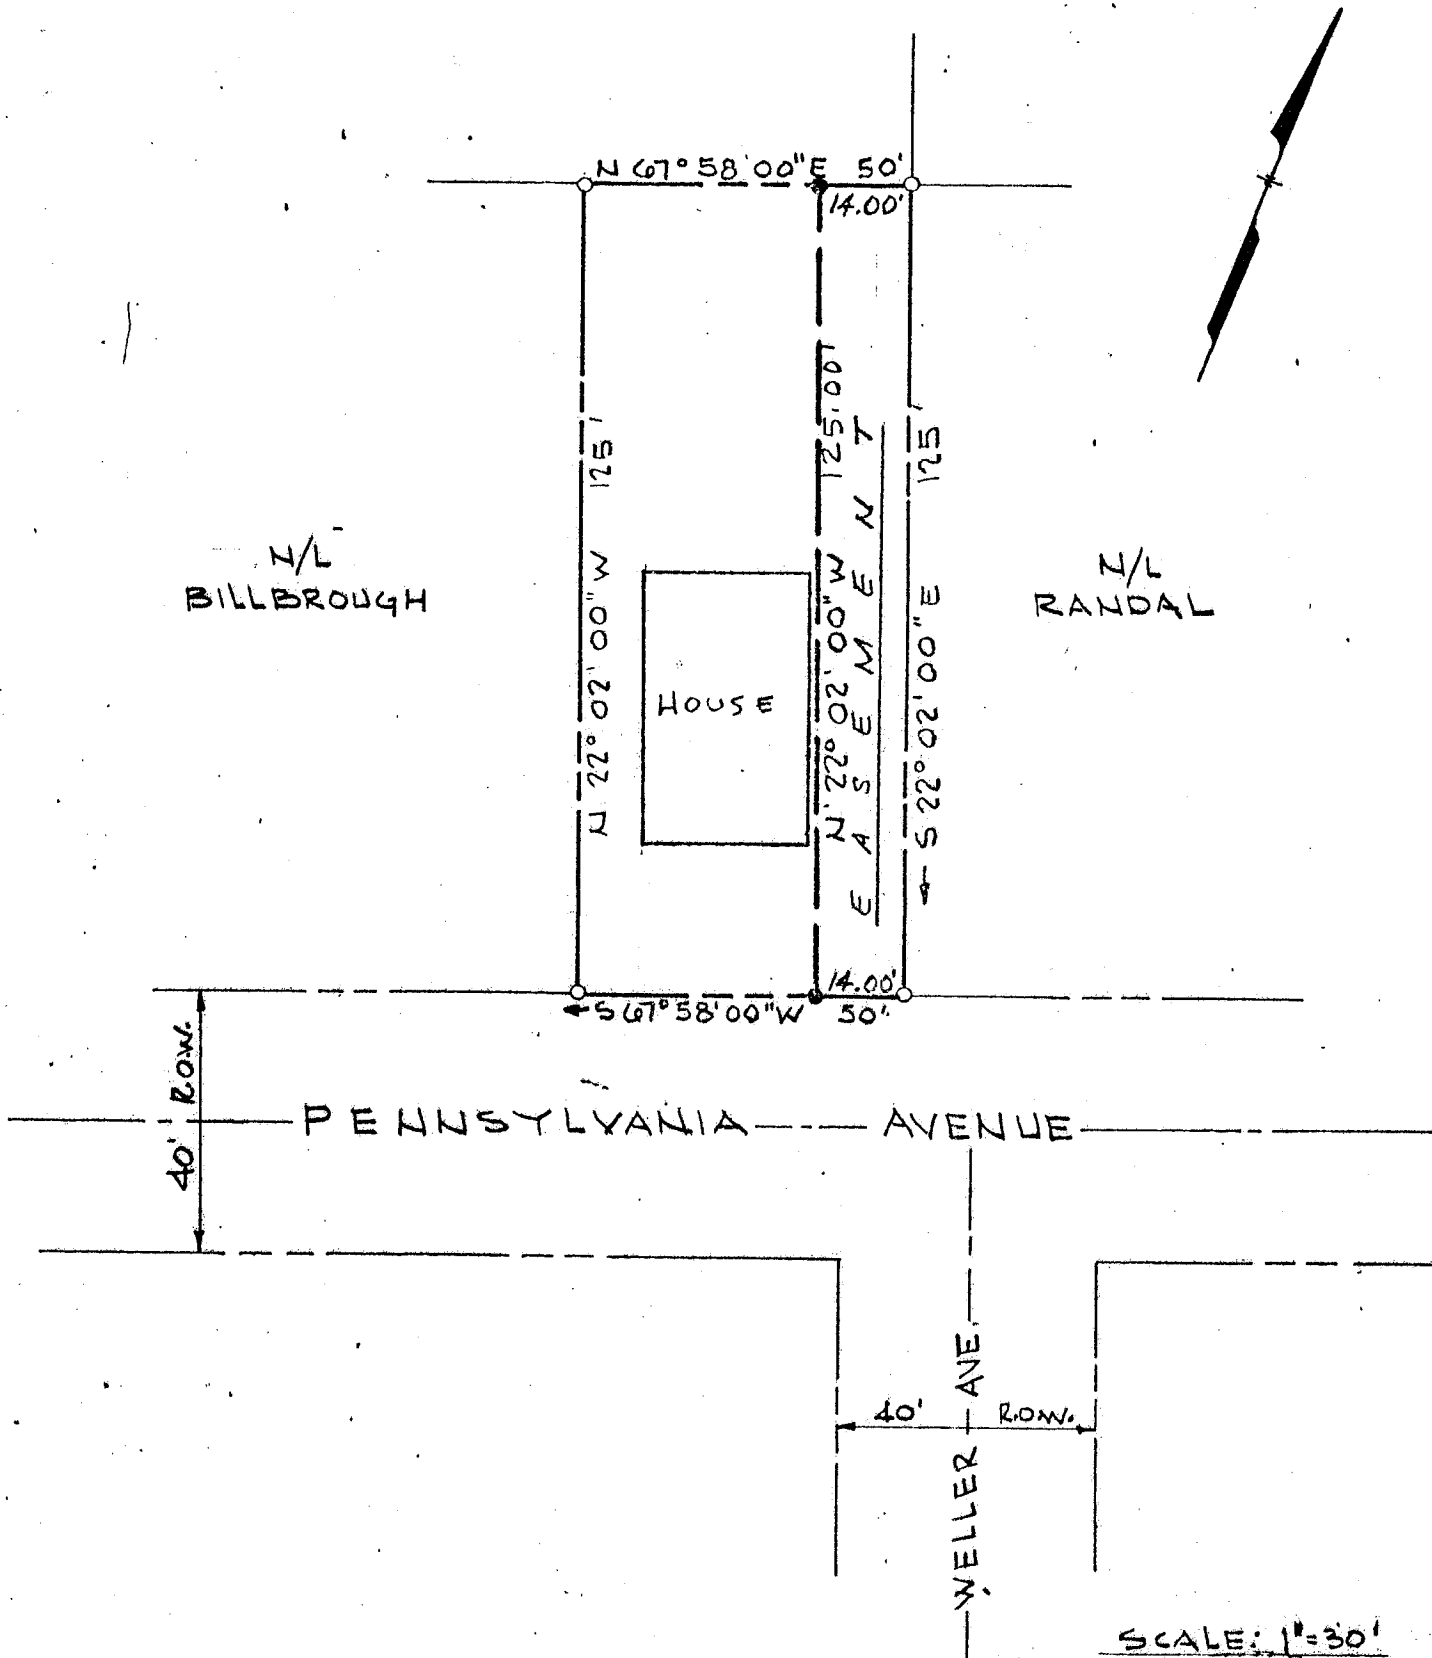 N 67° 58' 00" E 50'
14.00'
N 22° 02' 00" W 125'
N 22° 02' 00" W 125.00'
EASEMENT
S 22° 02' 00" E 125'
N/L
BILLBROUGH
HOUSE
N/L
RANDAL
14.00'
S 67° 58' 00" W 50'
40' R.O.W.
PENNSYLVANIA AVENUE
40' R.O.W.
WELLER AVE.
SCALE: 1"=30'